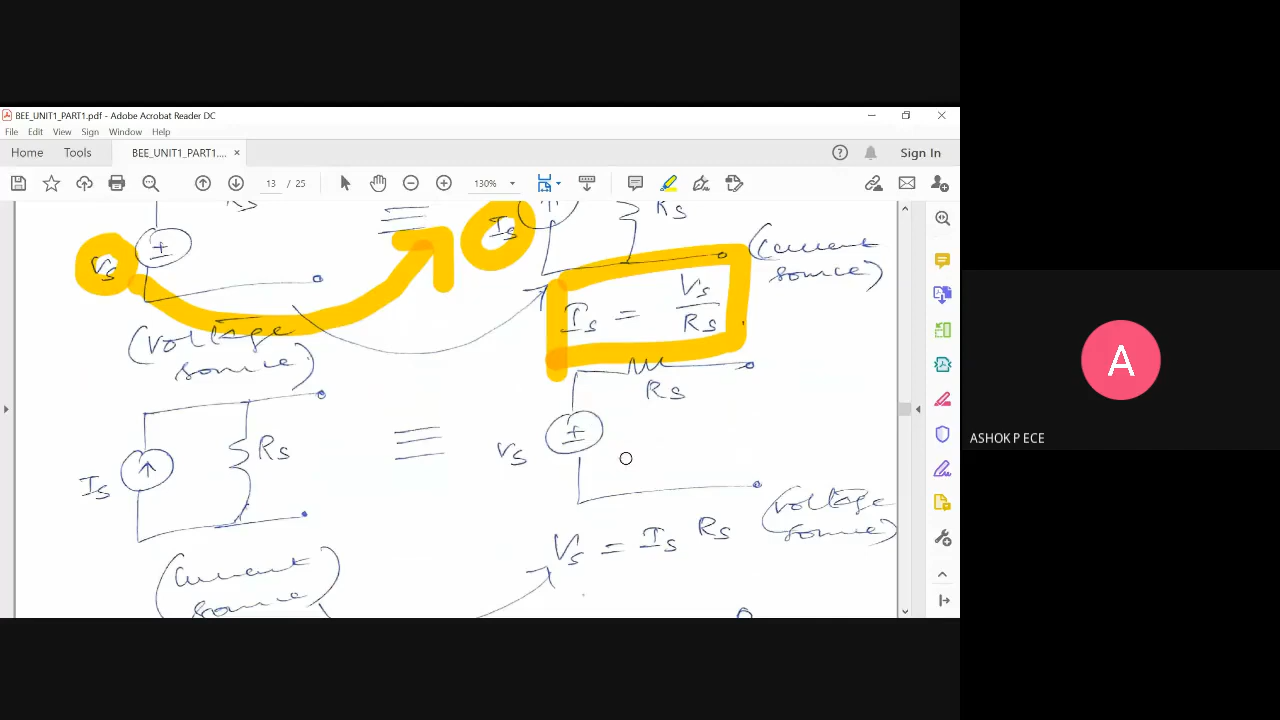 BEE_UNIT1_PART1.pdf - Adobe Acrobat Reader DC
File Edit View Window Help
Home Tools BEE_UNIT1_PART1.... × Sign In
13 / 25 130%
Rs Is Rs
Vs ±
(Current
source)
Is = Vs / Rs
(Voltage
source)
Rs
Is Rs Vs ±
Vs = Is Rs
(Voltage
source)
(Current
source)
A
ASHOK P ECE